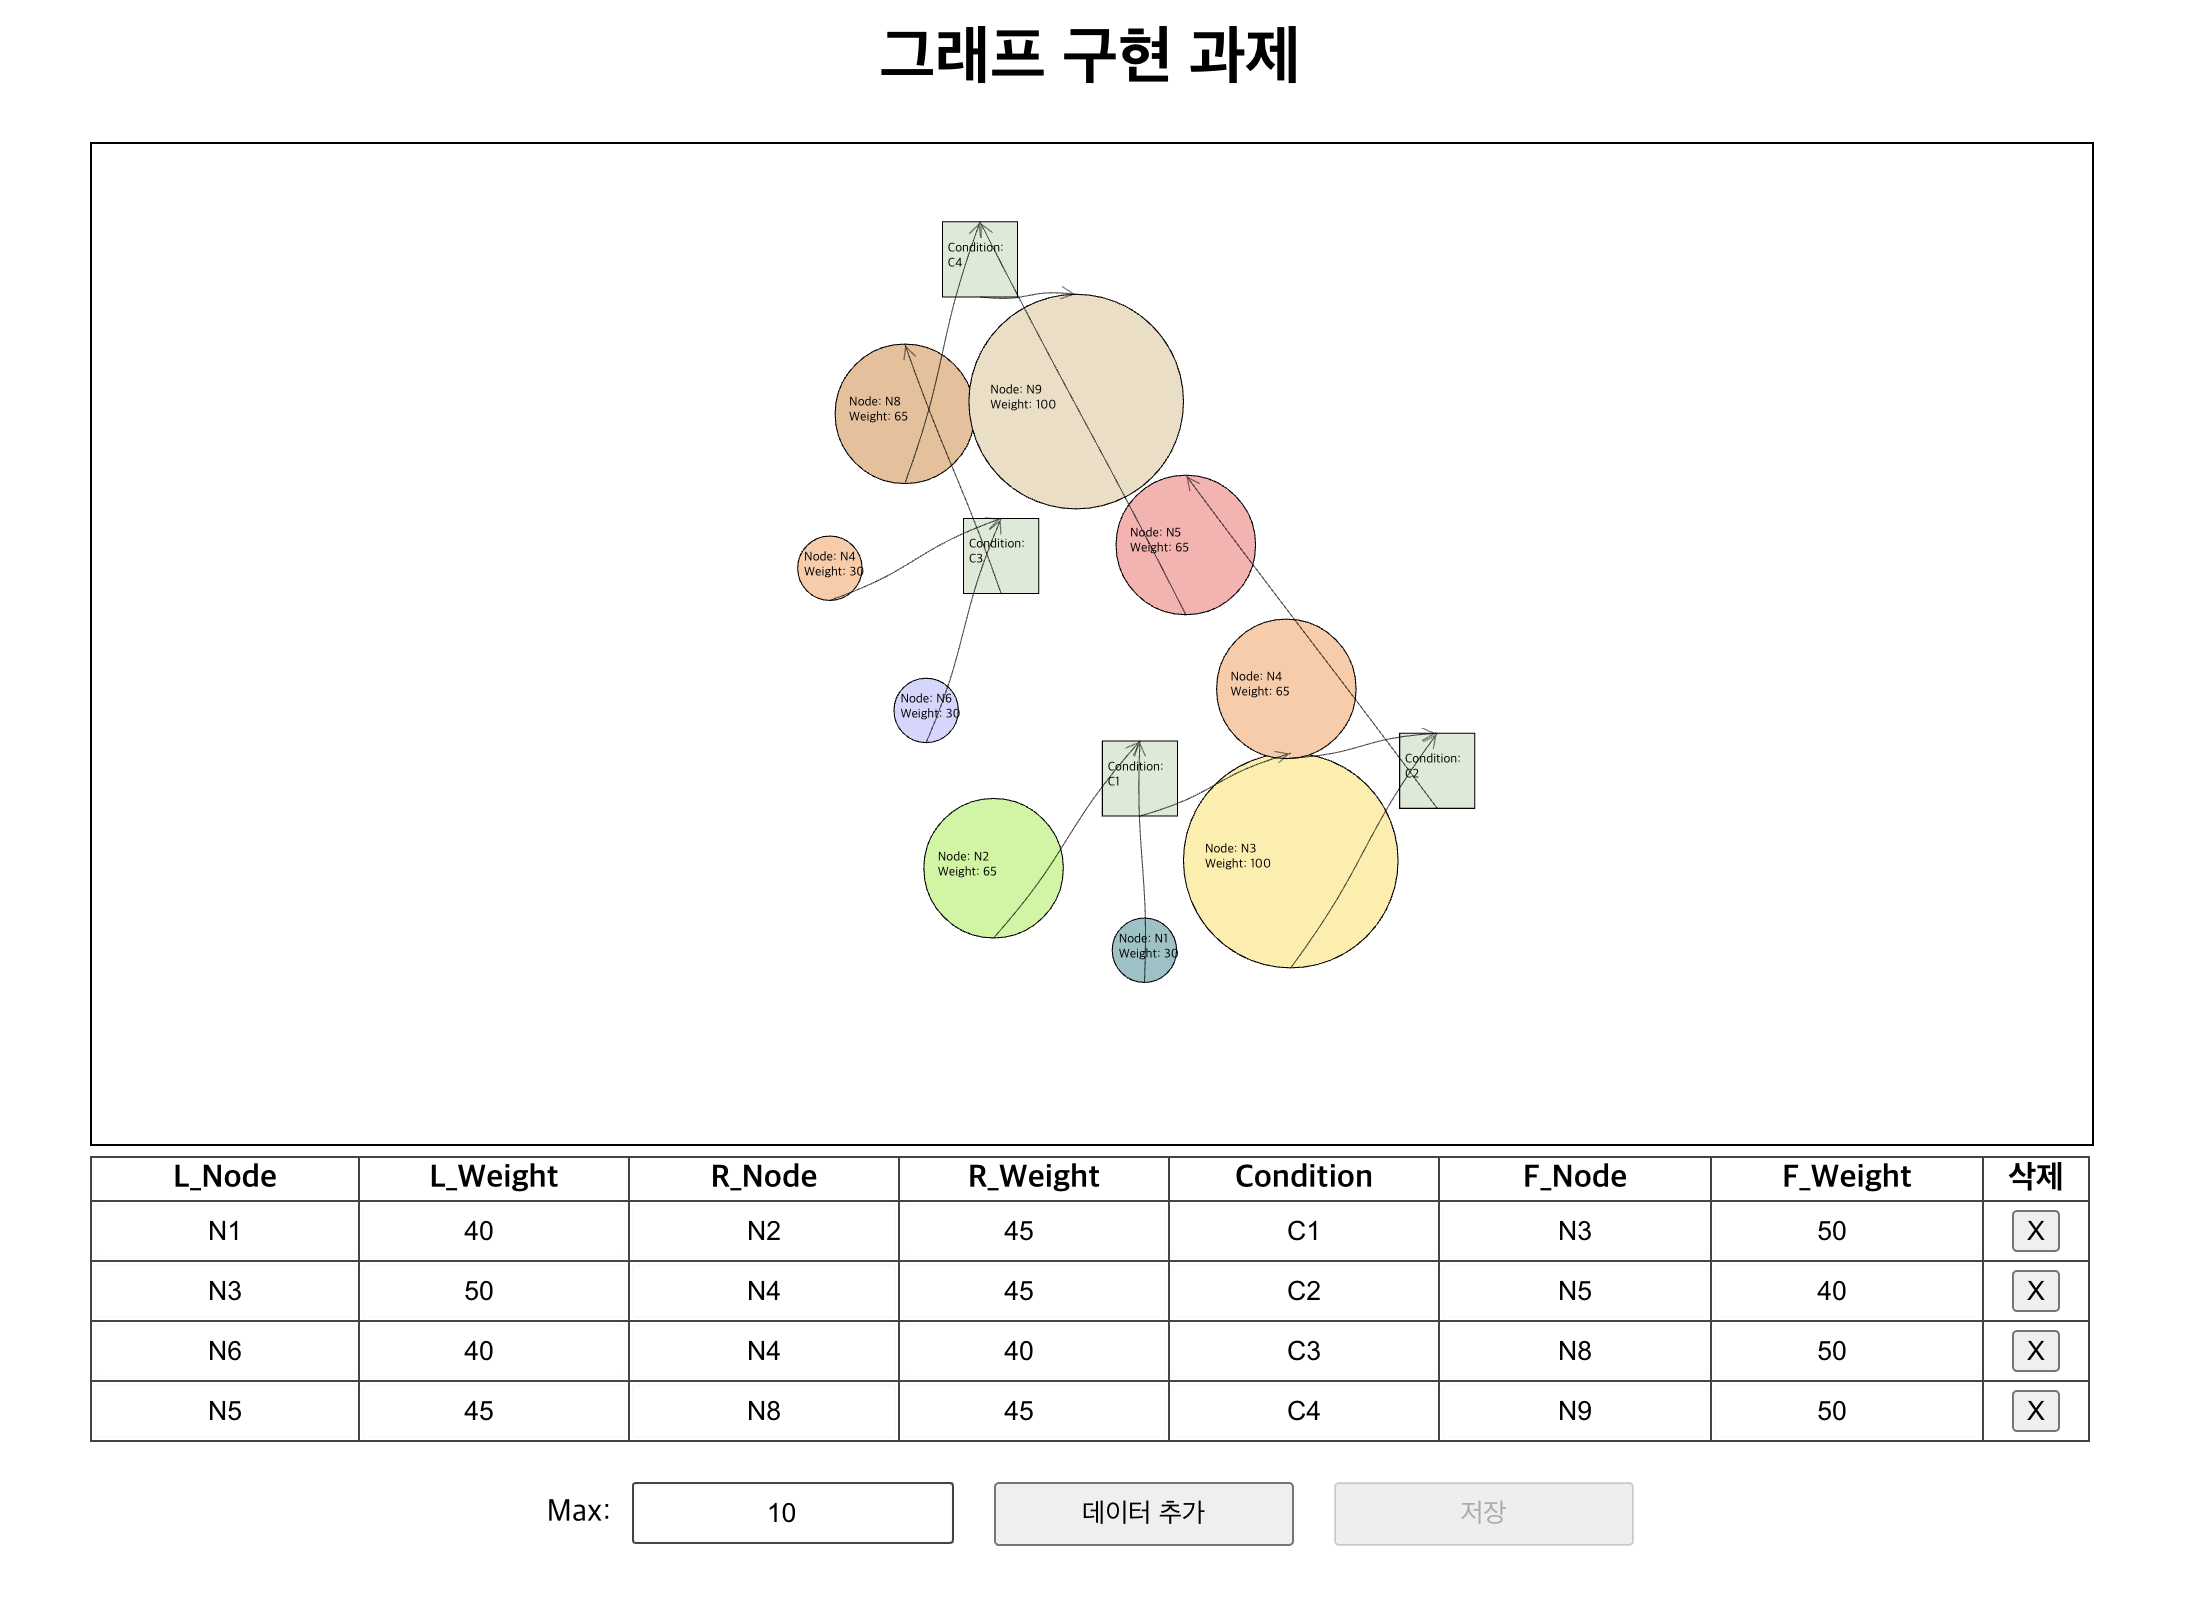 그래프 구현 과제
Condition:
C4
Node: N9
Weight: 100
Node: N8
Weight: 65
Node: N5
Weight: 65
Condition:
C3
Node: N4
Weight: 30
Node: N4
Weight: 65
Node: N6
Weight: 30
Condition:
C2
Condition:
C1
Node: N3
Weight: 100
Node: N2
Weight: 65
Node: N1
Weight: 30
L_Node L_Weight R_Node R_Weight Condition F_Node F_Weight 삭제
N1 40 N2 45 C1 N3 50 X
N3 50 N4 45 C2 N5 40 X
N6 40 N4 40 C3 N8 50 X
N5 45 N8 45 C4 N9 50 X
Max: 10 데이터 추가 저장